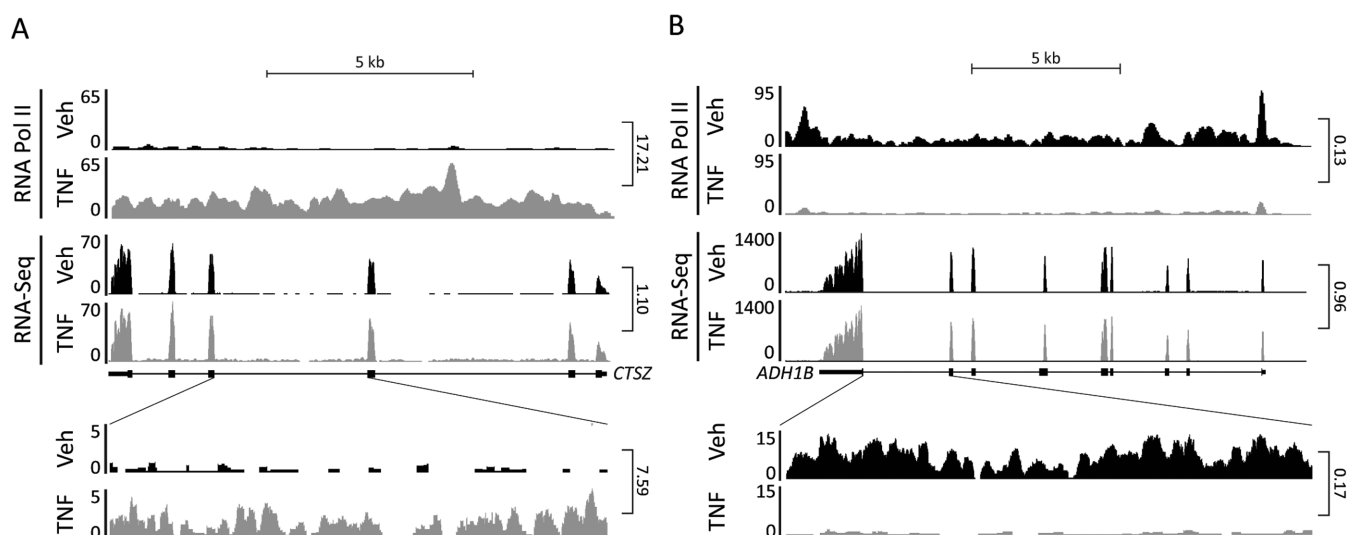 A
5 kb
RNA Pol II
Veh
65
0
TNF
65
0
17.21
RNA-Seq
Veh
70
0
TNF
70
0
1.10
CTSZ
Veh
5
0
TNF
5
0
7.59
B
5 kb
RNA Pol II
Veh
95
0
TNF
95
0
0.13
RNA-Seq
Veh
1400
0
TNF
1400
0
0.96
ADH1B
Veh
15
0
TNF
15
0
0.17